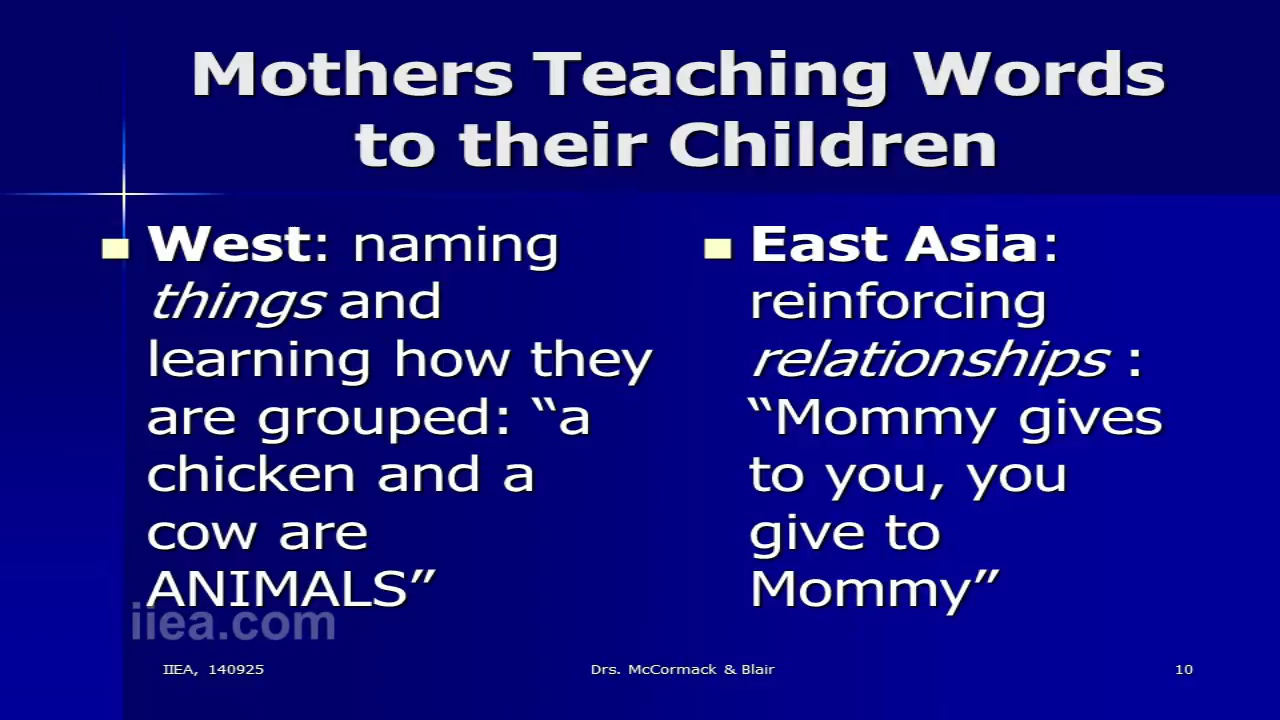 Mothers Teaching Words
to their Children
West: naming
things and
learning how they
are grouped: “a
chicken and a
cow are
ANIMALS”
East Asia:
reinforcing
relationships :
“Mommy gives
to you, you
give to
Mommy”
iiea.com
IIEA, 140925
Drs. McCormack & Blair
10